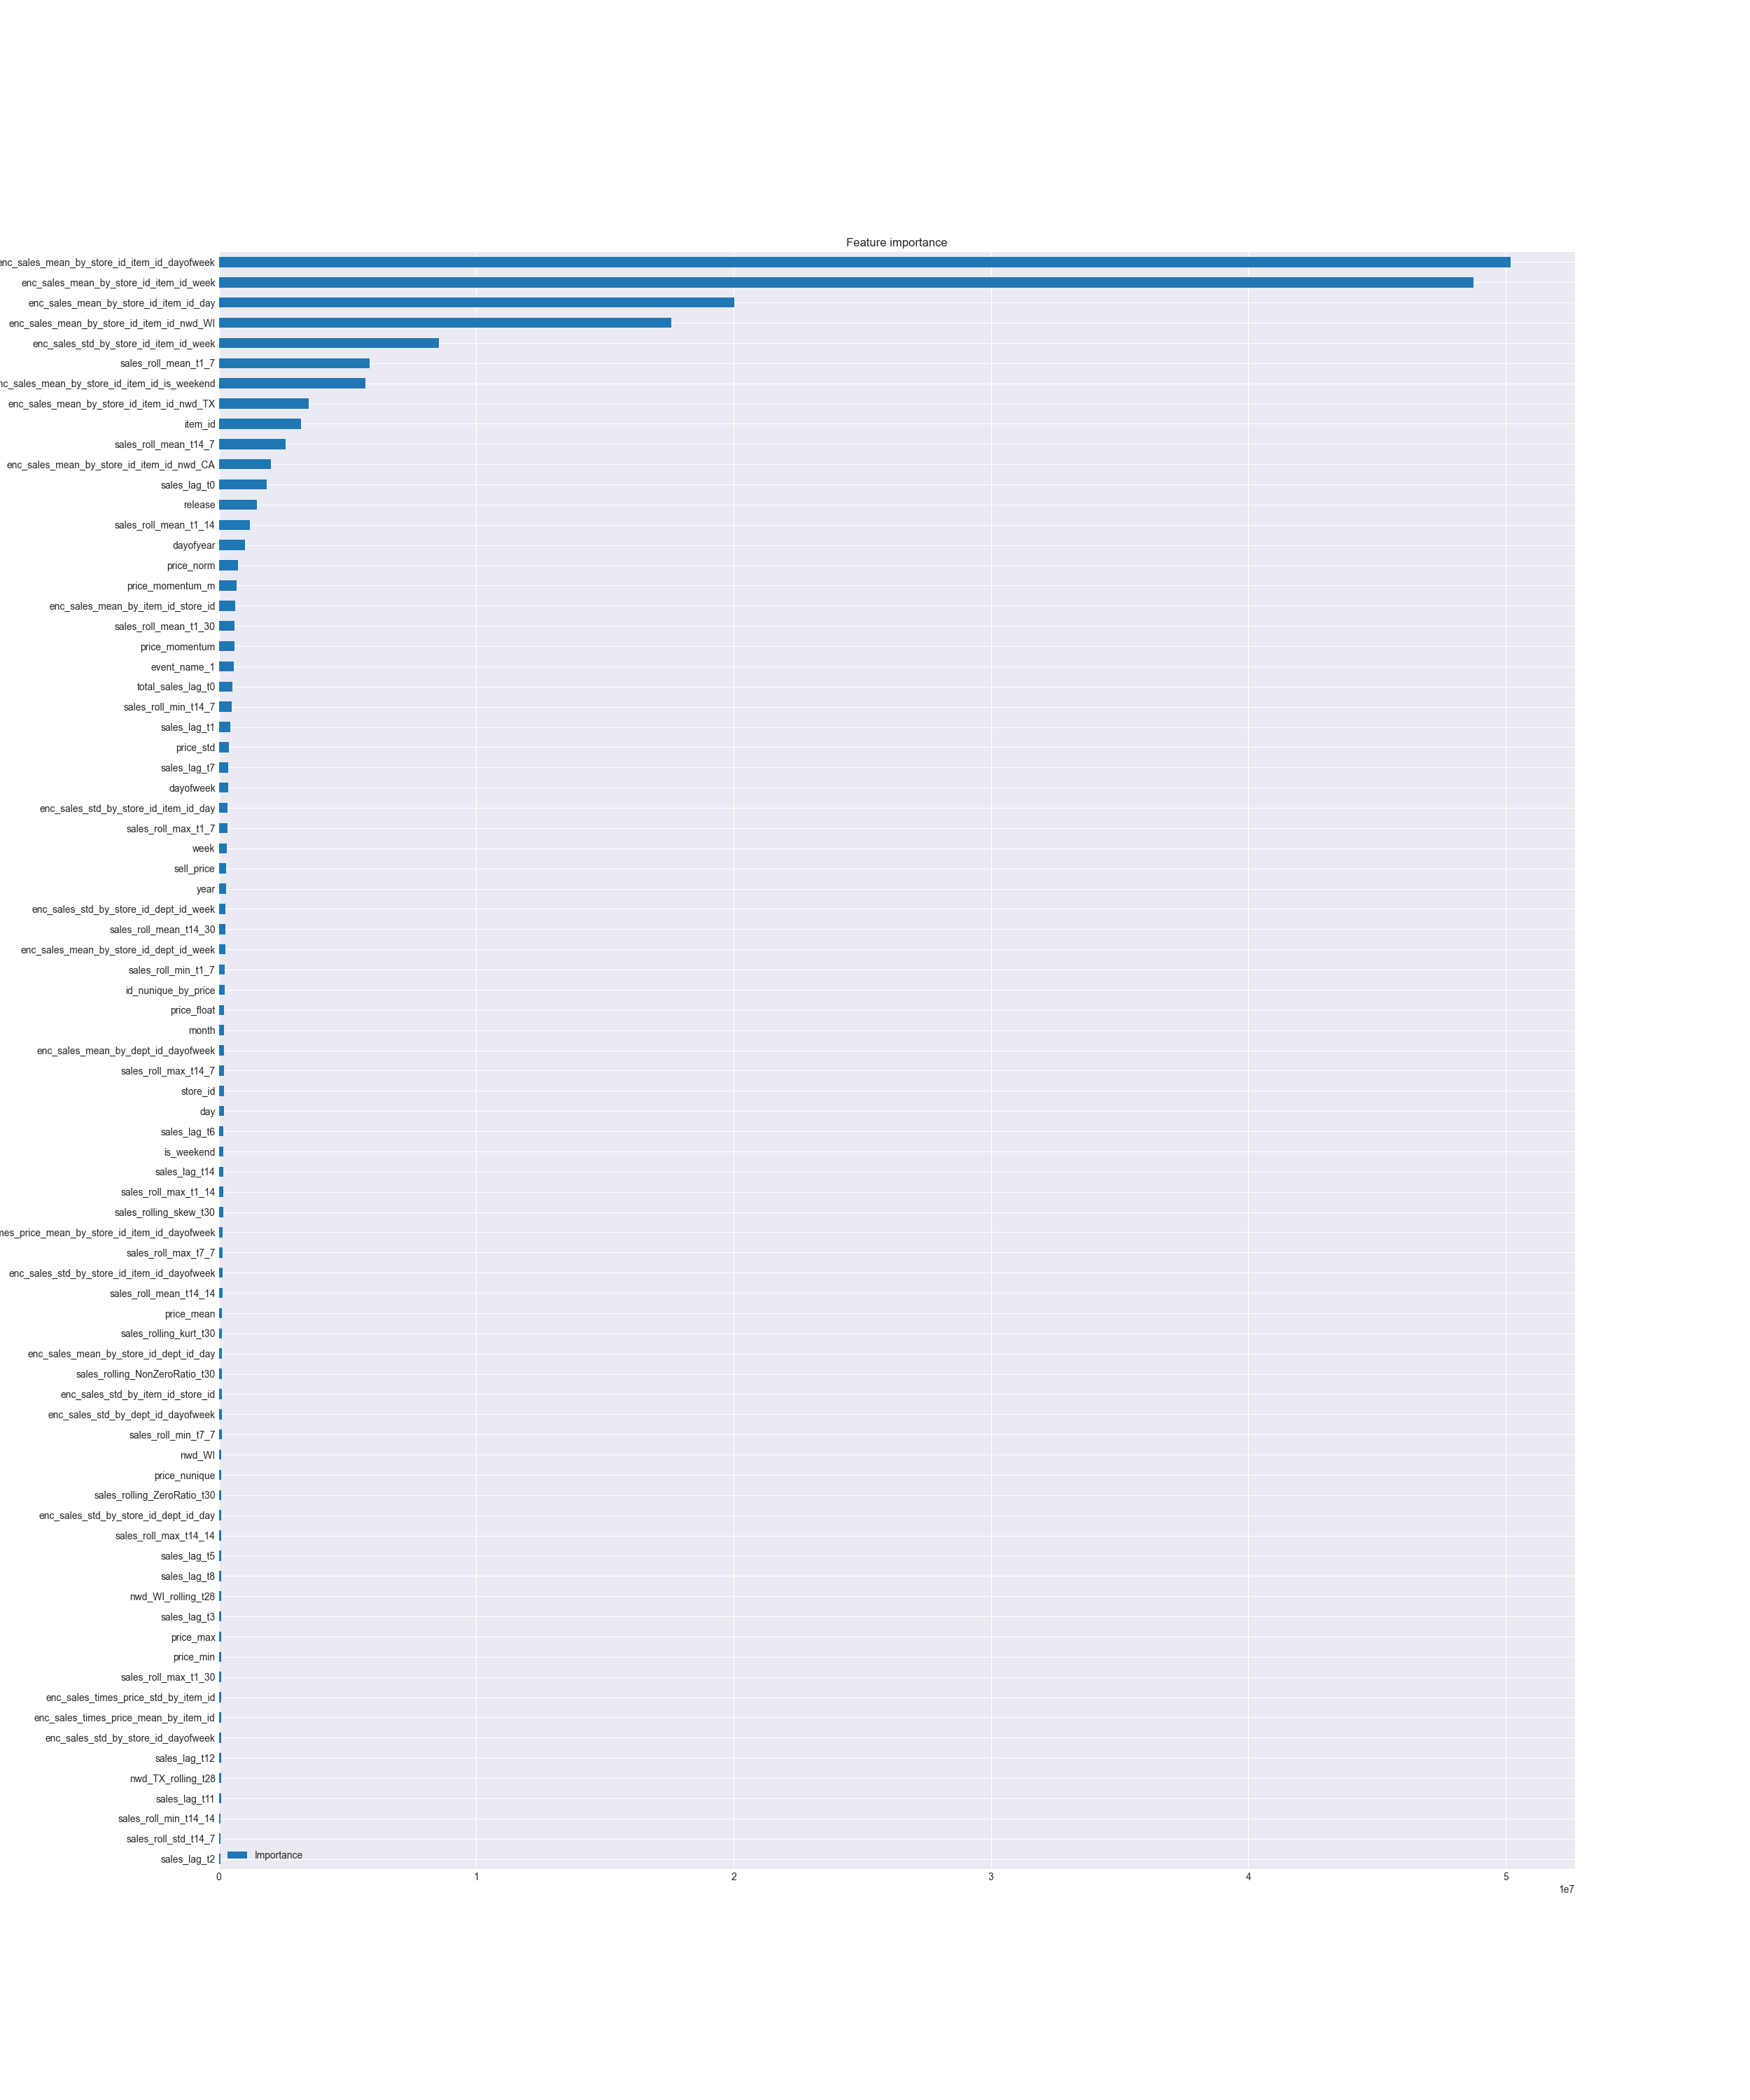 Feature importance
enc_sales_mean_by_store_id_item_id_dayofweek
enc_sales_mean_by_store_id_item_id_week
enc_sales_mean_by_store_id_item_id_day
enc_sales_mean_by_store_id_item_id_nwd_WI
enc_sales_std_by_store_id_item_id_week
sales_roll_mean_t1_7
nc_sales_mean_by_store_id_item_id_is_weekend
enc_sales_mean_by_store_id_item_id_nwd_TX
item_id
sales_roll_mean_t14_7
enc_sales_mean_by_store_id_item_id_nwd_CA
sales_lag_t0
release
sales_roll_mean_t1_14
dayofyear
price_norm
price_momentum_m
enc_sales_mean_by_item_id_store_id
sales_roll_mean_t1_30
price_momentum
event_name_1
total_sales_lag_t0
sales_roll_min_t14_7
sales_lag_t1
price_std
sales_lag_t7
dayofweek
enc_sales_std_by_store_id_item_id_day
sales_roll_max_t1_7
week
sell_price
year
enc_sales_std_by_store_id_dept_id_week
sales_roll_mean_t14_30
enc_sales_mean_by_store_id_dept_id_week
sales_roll_min_t1_7
id_nunique_by_price
price_float
month
enc_sales_mean_by_dept_id_dayofweek
sales_roll_max_t14_7
store_id
day
sales_lag_t6
is_weekend
sales_lag_t14
sales_roll_max_t1_14
sales_rolling_skew_t30
mes_price_mean_by_store_id_item_id_dayofweek
sales_roll_max_t7_7
enc_sales_std_by_store_id_item_id_dayofweek
sales_roll_mean_t14_14
price_mean
sales_rolling_kurt_t30
enc_sales_mean_by_store_id_dept_id_day
sales_rolling_NonZeroRatio_t30
enc_sales_std_by_item_id_store_id
enc_sales_std_by_dept_id_dayofweek
sales_roll_min_t7_7
nwd_WI
price_nunique
sales_rolling_ZeroRatio_t30
enc_sales_std_by_store_id_dept_id_day
sales_roll_max_t14_14
sales_lag_t5
sales_lag_t8
nwd_WI_rolling_t28
sales_lag_t3
price_max
price_min
sales_roll_max_t1_30
enc_sales_times_price_std_by_item_id
enc_sales_times_price_mean_by_item_id
enc_sales_std_by_store_id_dayofweek
sales_lag_t12
nwd_TX_rolling_t28
sales_lag_t11
sales_roll_min_t14_14
sales_roll_std_t14_7
sales_lag_t2
Importance
0 1 2 3 4 5
1e7